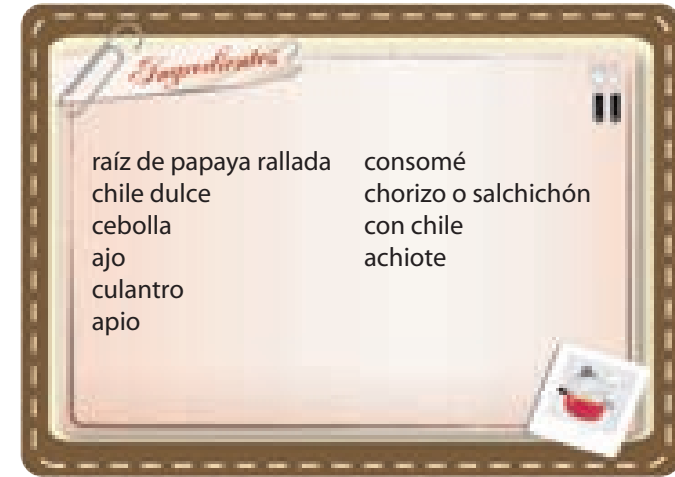 Ingredientes
raíz de papaya rallada
chile dulce
cebolla
ajo
culantro
apio
consomé
chorizo o salchichón
con chile
achiote